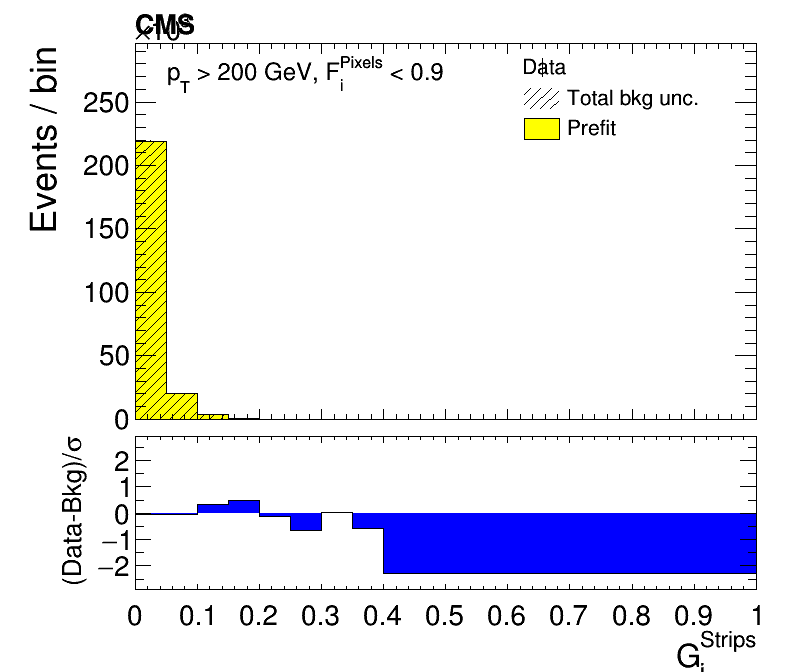 CMS
×10³
p_T > 200 GeV, F_i^Pixels < 0.9
Data
Total bkg unc.
Prefit
Events / bin
250
200
150
100
50
0
(Data-Bkg)/σ
2
1
0
−1
−2
0 0.1 0.2 0.3 0.4 0.5 0.6 0.7 0.8 0.9 1
G_i^Strips